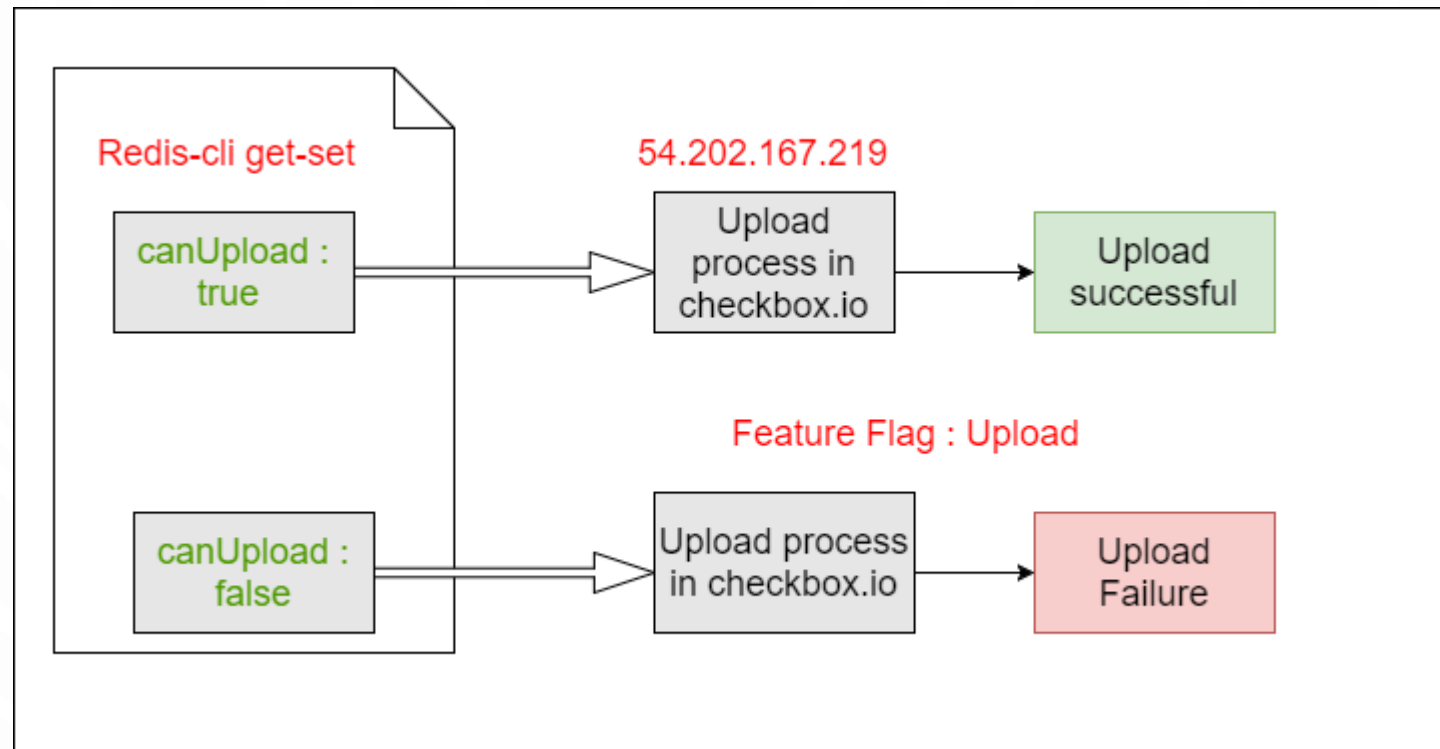 Redis-cli get-set
54.202.167.219
canUpload :
true
Upload
process in
checkbox.io
Upload
successful
Feature Flag : Upload
canUpload :
false
Upload process
in checkbox.io
Upload
Failure